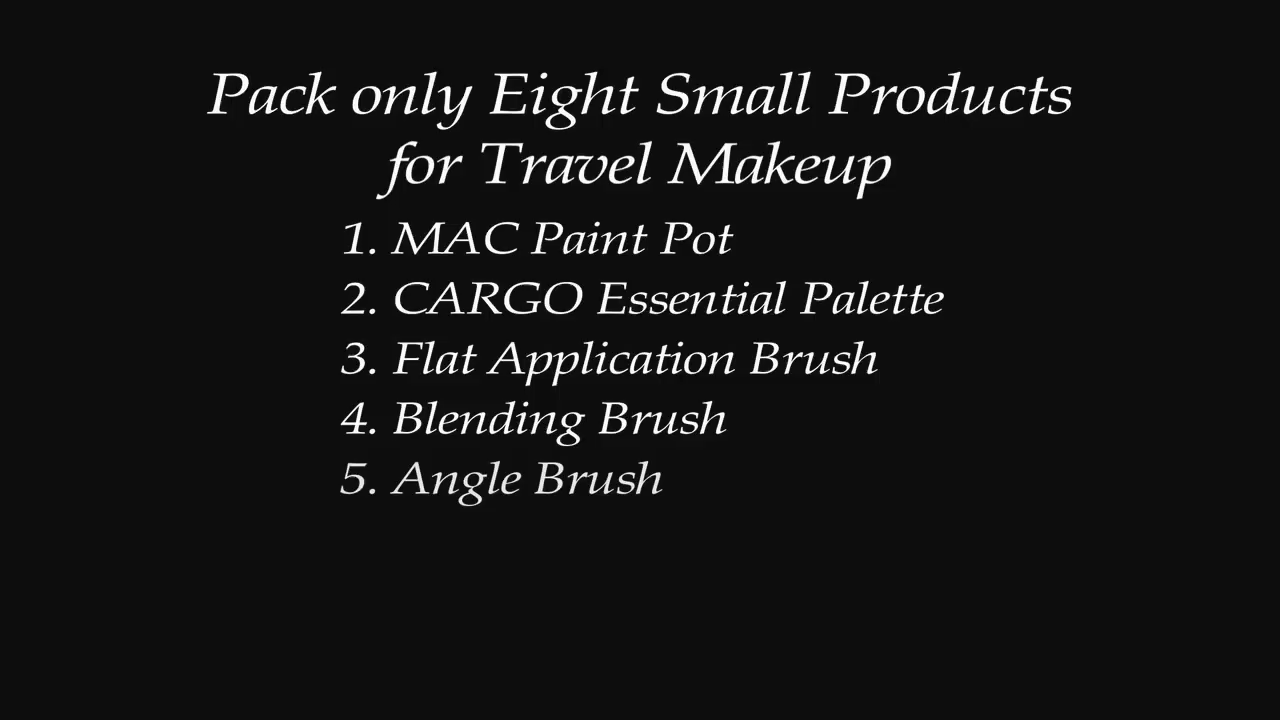 Pack only Eight Small Products
for Travel Makeup
1. MAC Paint Pot
2. CARGO Essential Palette
3. Flat Application Brush
4. Blending Brush
5. Angle Brush